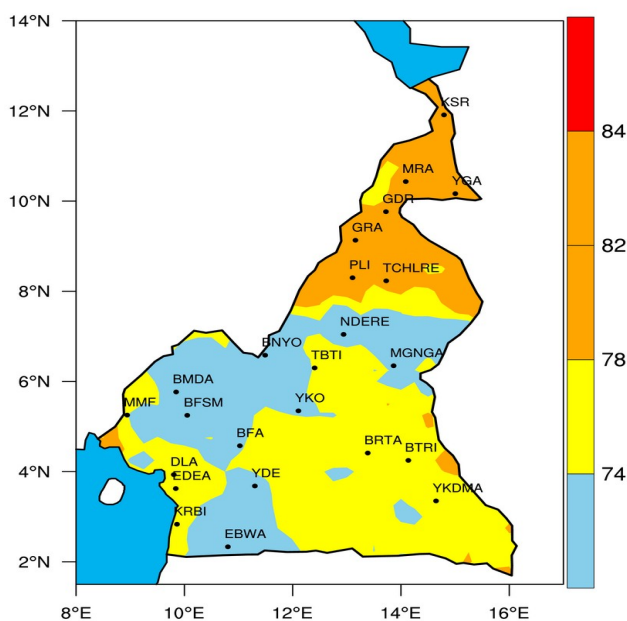 14°N
12°N
10°N
8°N
6°N
4°N
2°N
8°E
10°E
12°E
14°E
16°E
KSR
MRA
YGA
GDR
GRA
PLI
TCHLRE
NDERE
BNYO
TBTI
MGNGA
BMDA
MMF
BFSM
YKO
BFA
BRTA
BTRI
DLA
EDEA
YDE
YKDMA
KRBI
EBWA
84
82
78
74